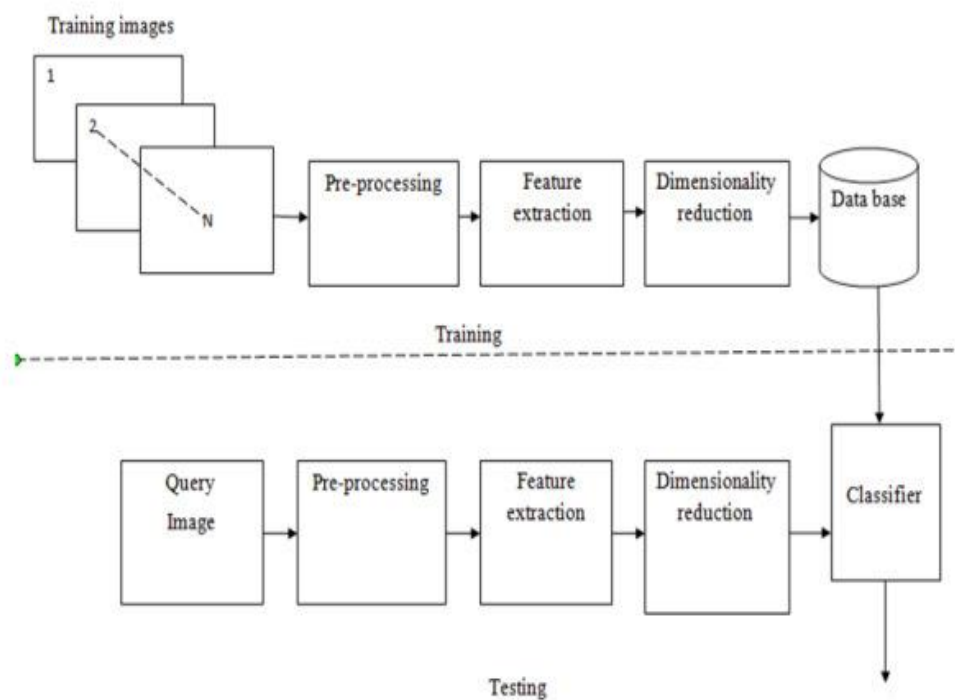 Training images
1
2
N
Pre-processing
Feature
extraction
Dimensionality
reduction
Data base
Training
Query
Image
Pre-processing
Feature
extraction
Dimensionality
reduction
Classifier
Testing